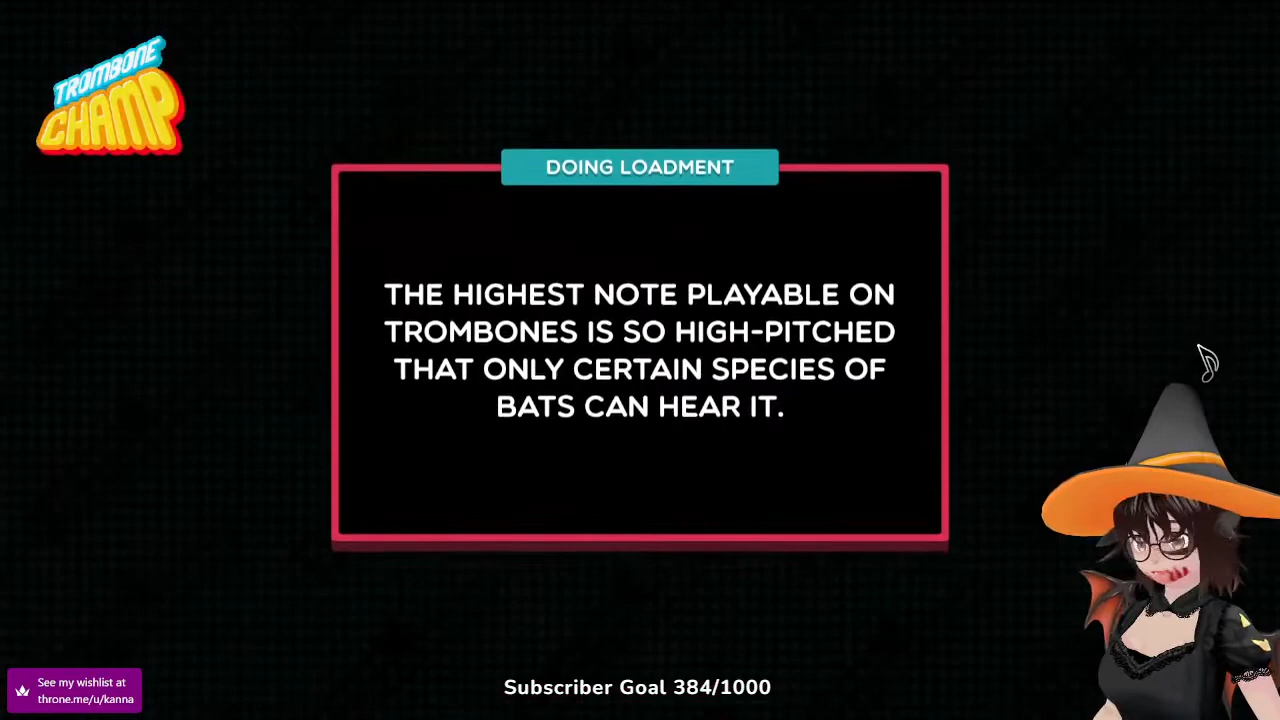 TROMBONE
CHAMP
DOING LOADMENT
THE HIGHEST NOTE PLAYABLE ON
TROMBONES IS SO HIGH-PITCHED
THAT ONLY CERTAIN SPECIES OF
BATS CAN HEAR IT.
See my wishlist at
throne.me/u/kanna
Subscriber Goal 384/1000